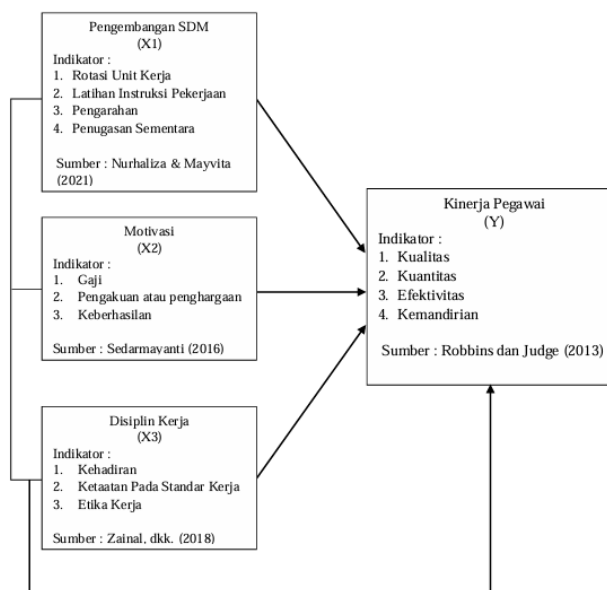 Pengembangan SDM
(X1)
Indikator :
1. Rotasi Unit Kerja
2. Latihan Instruksi Pekerjaan
3. Pengarahan
4. Penugasan Sementara
Sumber : Nurhaliza & Mayvita
(2021)
Motivasi
(X2)
Indikator :
1. Gaji
2. Pengakuan atau penghargaan
3. Keberhasilan
Sumber : Sedarmayanti (2016)
Disiplin Kerja
(X3)
Indikator :
1. Kehadiran
2. Ketaatan Pada Standar Kerja
3. Etika Kerja
Sumber : Zainal, dkk. (2018)
Kinerja Pegawai
(Y)
Indikator :
1. Kualitas
2. Kuantitas
3. Efektivitas
4. Kemandirian
Sumber : Robbins dan Judge (2013)